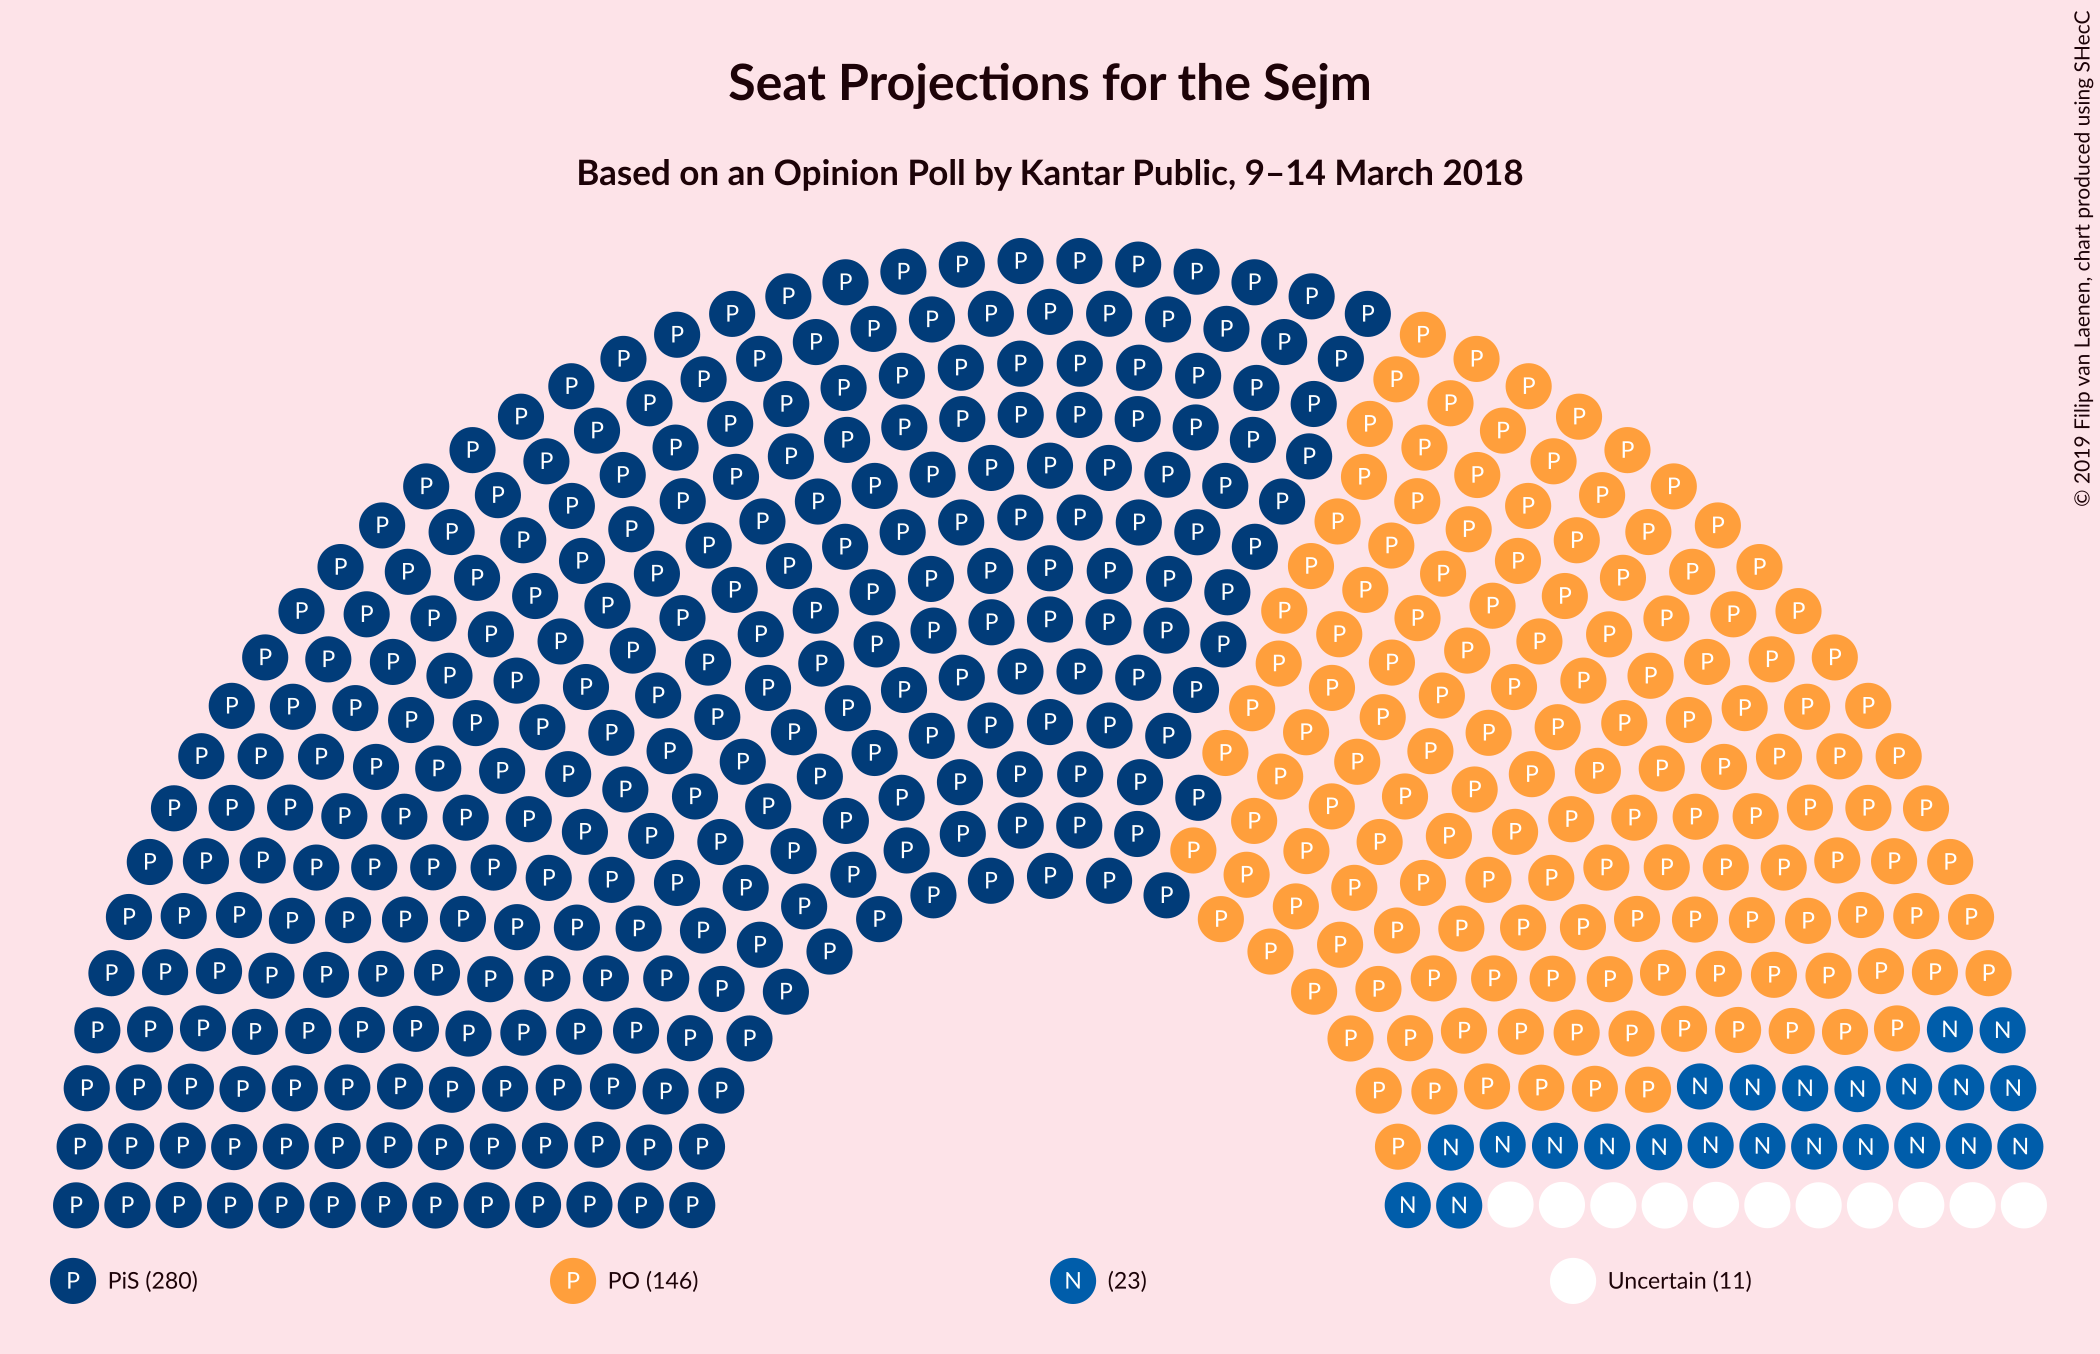 Seat Projections for the Sejm
Based on an Opinion Poll by Kantar Public, 9–14 March 2018
© 2019 Filip van Laenen, chart produced using SHecC
P PiS (280)
P PO (146)
N (23)
Uncertain (11)